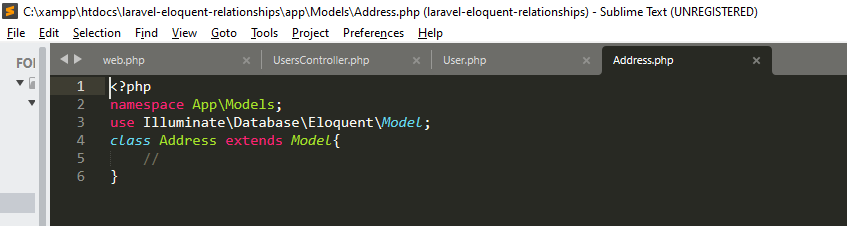 C:\xampp\htdocs\laravel-eloquent-relationships\app\Models\Address.php (laravel-eloquent-relationships) - Sublime Text (UNREGISTERED)
File Edit Selection Find View Goto Tools Project Preferences Help
FOL
web.php UsersController.php User.php Address.php
1 <?php
2 namespace App\Models;
3 use Illuminate\Database\Eloquent\Model;
4 class Address extends Model{
5 //
6 }